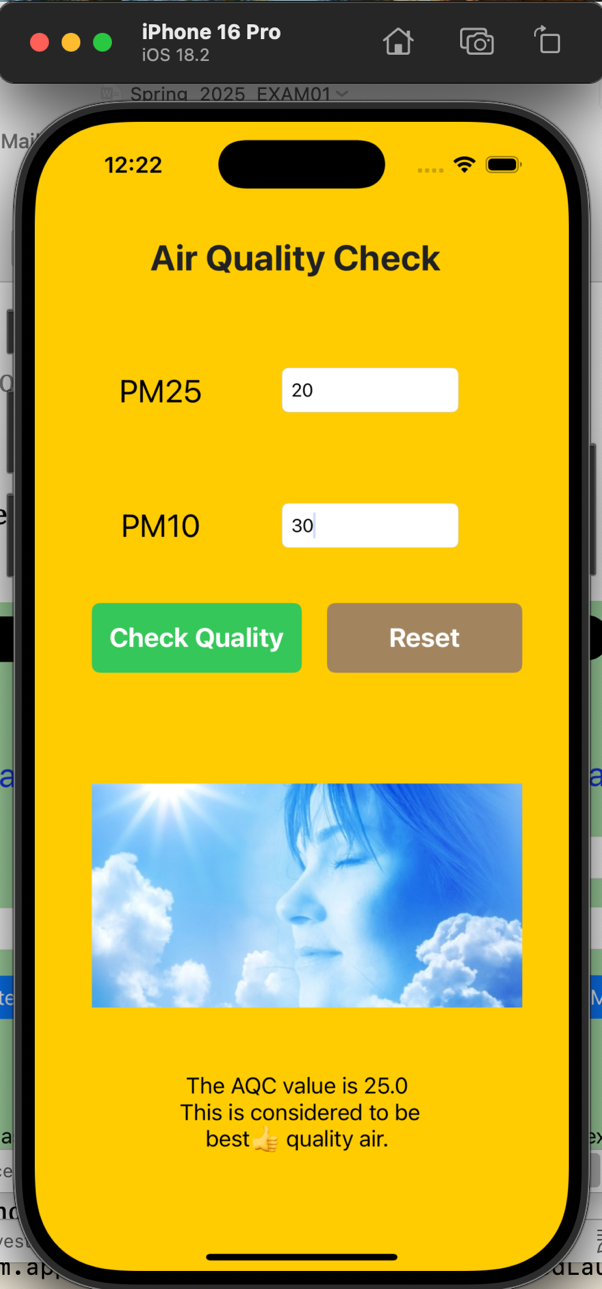 iPhone 16 Pro
iOS 18.2
Spring_2025_EXAM01
Mail
12:22
Air Quality Check
PM25
20
PM10
30
Check Quality
Reset
The AQC value is 25.0
This is considered to be
best👍 quality air.